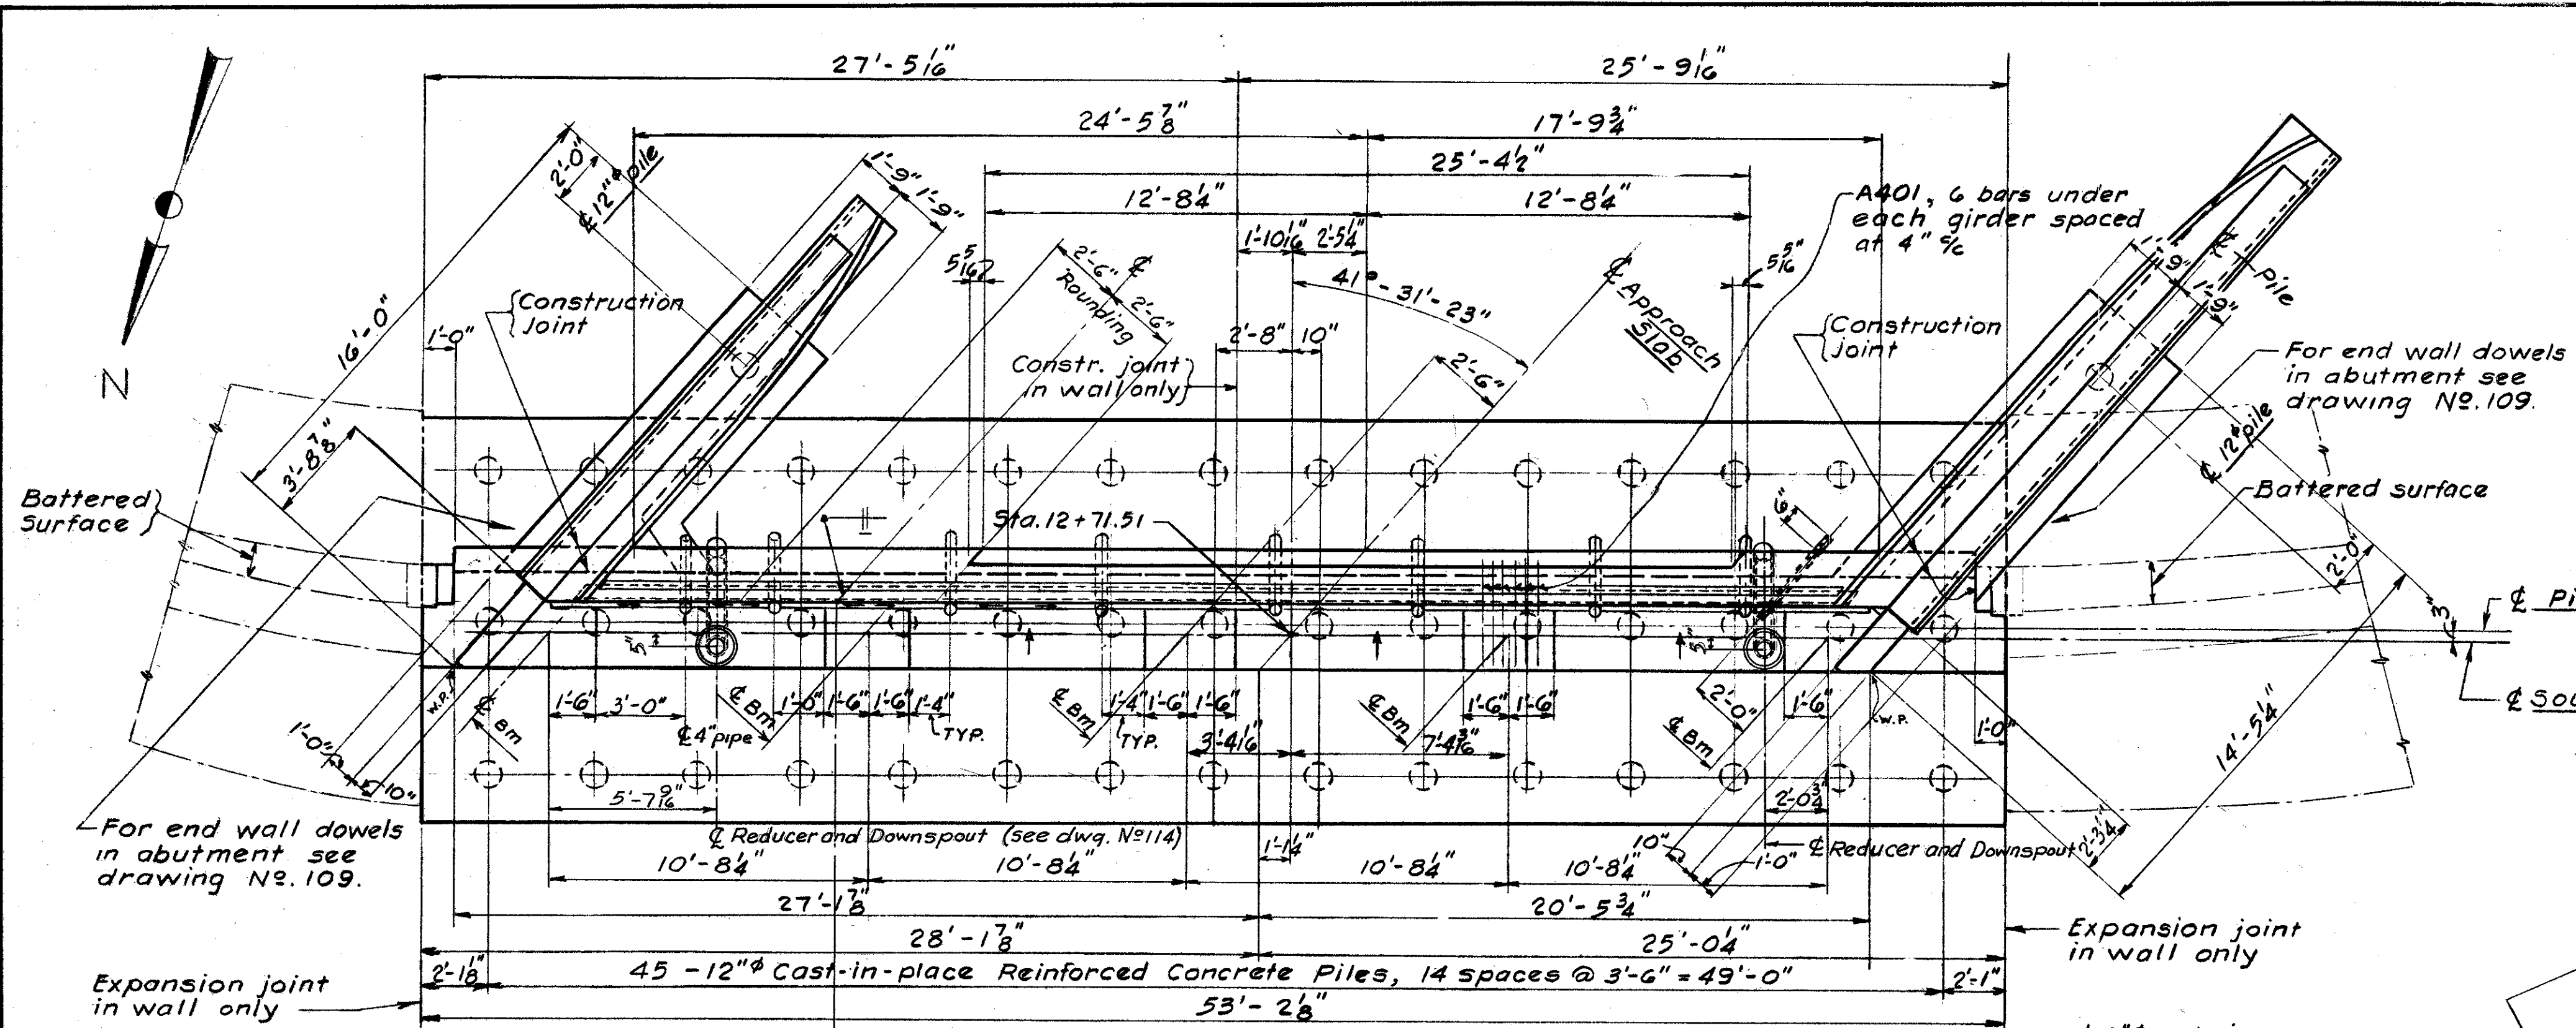 27'-5 1/16"
25'-9 1/16"
24'-5 7/8"
17'-9 3/4"
25'-4 1/2"
12'-8 1/4"
12'-8 1/4"
2'-0"
℄ 12"ø pile
1'-9"
1'-9"
1'-10 1/16"
2'-5 1/4"
5 5/16"
5 5/16"
A401, 6 bars under
each girder spaced
at 4" c/c
2'-6"
℄
Rounding
2'-6"
41°-31'-23"
℄ Approach
Slab
9"
1'-9"
℄
Pile
N
16'-0"
1'-0"
Construction
Joint
2'-8"
10"
Constr. joint
in wall only
2'-6"
Construction
joint
For end wall dowels
in abutment see
drawing Nº. 109.
3'-8 7/8"
Battered
Surface
℄ 12"ø pile
Battered surface
II
Sta. 12+71.51
6"
2'-0"
3"
℄ Pi
℄ Sou
5"
5"
W.P.
℄ Bm
1'-6"
3'-0"
℄ 4" pipe
1'-0"
1'-6"
1'-6"
1'-4"
TYP.
℄ Bm
℄ Bm
1'-4"
TYP.
1'-6"
1'-6"
3'-4 1/16"
7'-4 3/16"
℄ Bm
1'-6"
1'-6"
2'-0"
℄ Bm
1'-6"
W.P.
1'-0"
14'-5 1/4"
1'-0"
10"
5'-7 9/16"
2'-0 3/4"
℄ Reducer and Downspout (see dwg. Nº 114)
1'-1 1/4"
10"
1'-0"
℄ Reducer and Downspout
2'-3 1/4"
For end wall dowels
in abutment see
drawing Nº. 109.
10'-8 1/4"
10'-8 1/4"
10'-8 1/4"
10'-8 1/4"
27'-1 7/8"
20'-5 3/4"
28'-1 7/8"
25'-0 1/4"
Expansion joint
in wall only
2'-1 1/8"
45 - 12"ø Cast-in-place Reinforced Concrete Piles, 14 spaces @ 3'-6" = 49'-0"
2'-1"
Expansion joint
in wall only
53'-2 1/8"